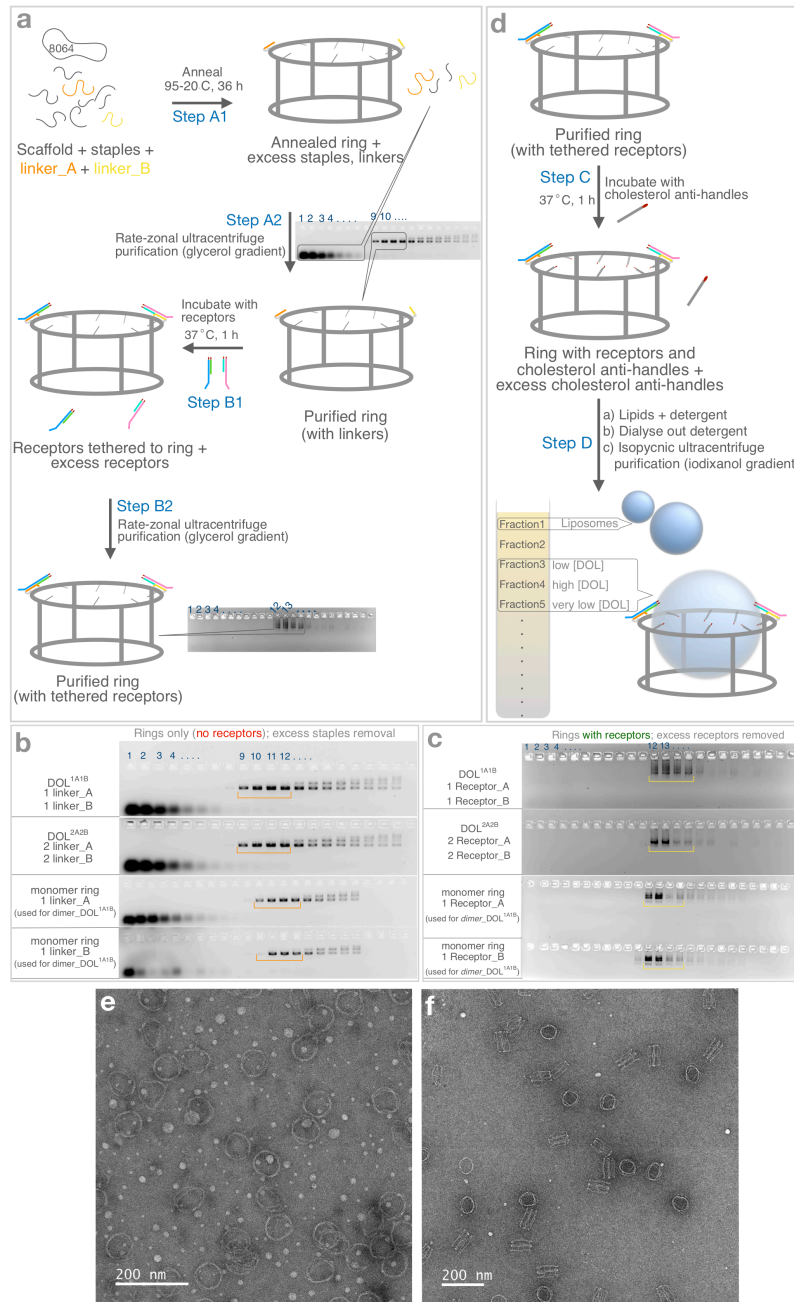 a
8064
Scaffold + staples +
linker_A + linker_B
Anneal
95-20 C, 36 h
Step A1
Annealed ring +
excess staples, linkers
Step A2
Rate-zonal ultracentrifuge
purification (glycerol gradient)
1 2 3 4 . . . .
9 10 ....
Incubate with
receptors
37°C, 1 h
Step B1
Purified ring
(with linkers)
Receptors tethered to ring +
excess receptors
Step B2
Rate-zonal ultracentrifuge
purification (glycerol gradient)
1 2 3 4 . . . .
12 13 . . . .
Purified ring
(with tethered receptors)
d
Purified ring
(with tethered receptors)
Step C
37°C, 1 h
Incubate with
cholesterol anti-handles
Ring with receptors and
cholesterol anti-handles +
excess cholesterol anti-handles
Step D
a) Lipids + detergent
b) Dialyse out detergent
c) Isopycnic ultracentrifuge
purification (iodixanol gradient
Fraction1 Liposomes
Fraction2
Fraction3 low [DOL]
Fraction4 high [DOL]
Fraction5 very low [DOL]
b
Rings only (no receptors); excess staples removal
1 2 3 4 . . . . 9 10 11 12 . . . .
DOL1A1B
1 linker_A
1 linker_B
DOL2A2B
2 linker_A
2 linker_B
monomer ring
1 linker_A
(used for dimer_DOL1A1B)
monomer ring
1 linker_B
(used for dimer_DOL1A1B)
c
Rings with receptors; excess receptors removed
1 2 3 4 . . . . 12 13 . . . .
DOL1A1B
1 Receptor_A
1 Receptor_B
DOL2A2B
2 Receptor_A
2 Receptor_B
monomer ring
1 Receptor_A
(used for dimer_DOL1A1B)
monomer ring
1 Receptor_B
(used for dimer_DOL1A1B)
e
200 nm
f
200 nm